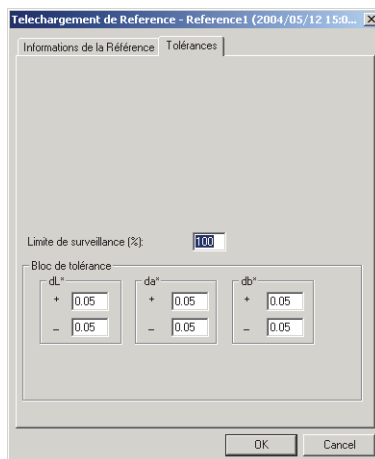 Telechargement de Reference - Reference1 (2004/05/12 15:0...
Informations de la Référence Tolérances
Limite de surveillance (%): 100
Bloc de tolérance
dL* da* db*
+ 0.05 + 0.05 + 0.05
- 0.05 - 0.05 - 0.05
OK Cancel